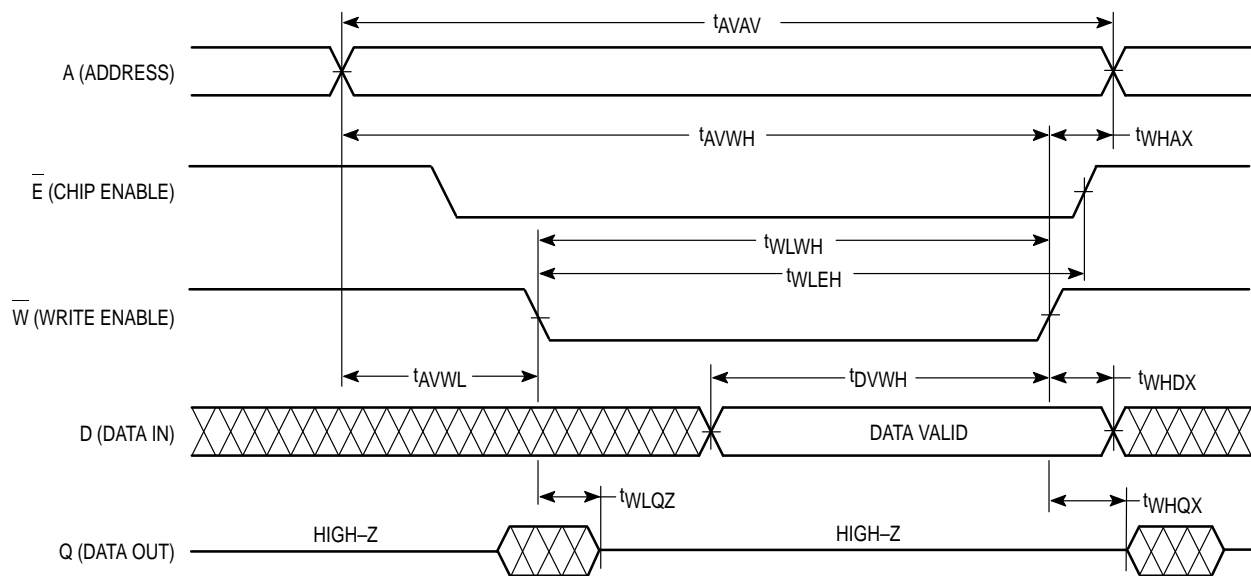 tAVAV
A (ADDRESS)
tAVWH
tWHAX
E (CHIP ENABLE)
tWLWH
tWLEH
W (WRITE ENABLE)
tAVWL
tDVWH
tWHDX
D (DATA IN)
DATA VALID
tWLQZ
tWHQX
HIGH–Z
HIGH–Z
Q (DATA OUT)